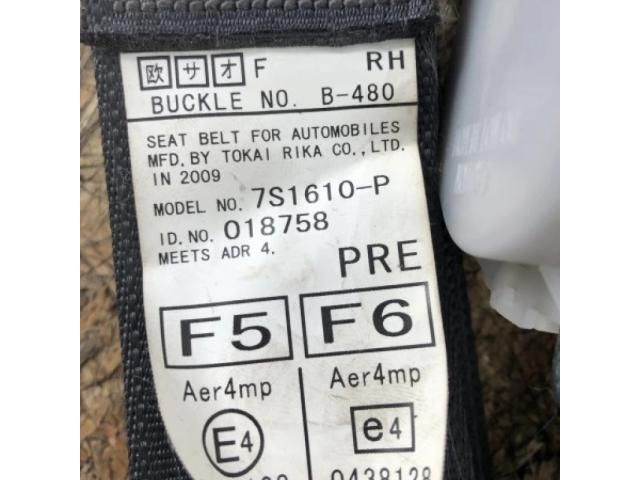 欧 サ オ F RH
BUCKLE NO. B-480
SEAT BELT FOR AUTOMOBILES
MFD. BY TOKAI RIKA CO., LTD.
IN 2009
MODEL NO. 7S1610-P
ID. NO. 018758
MEETS ADR 4.
PRE
F5 F6
Aer4mp Aer4mp
E4 e4
0438128